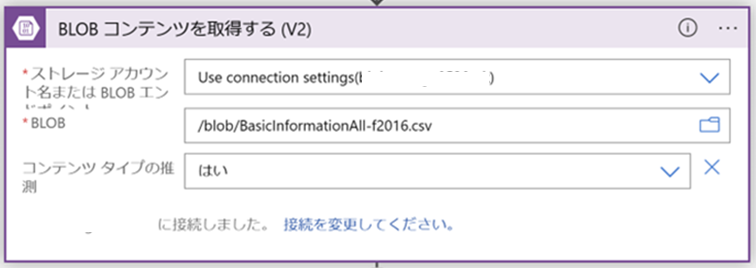 BLOB コンテンツを取得する (V2)
*ストレージ アカウン
ト名または BLOB エン
Use connection settings(
)
*BLOB
/blob/BasicInformationAll-f2016.csv
コンテンツ タイプの推
測
はい
に接続しました。 接続を変更してください。